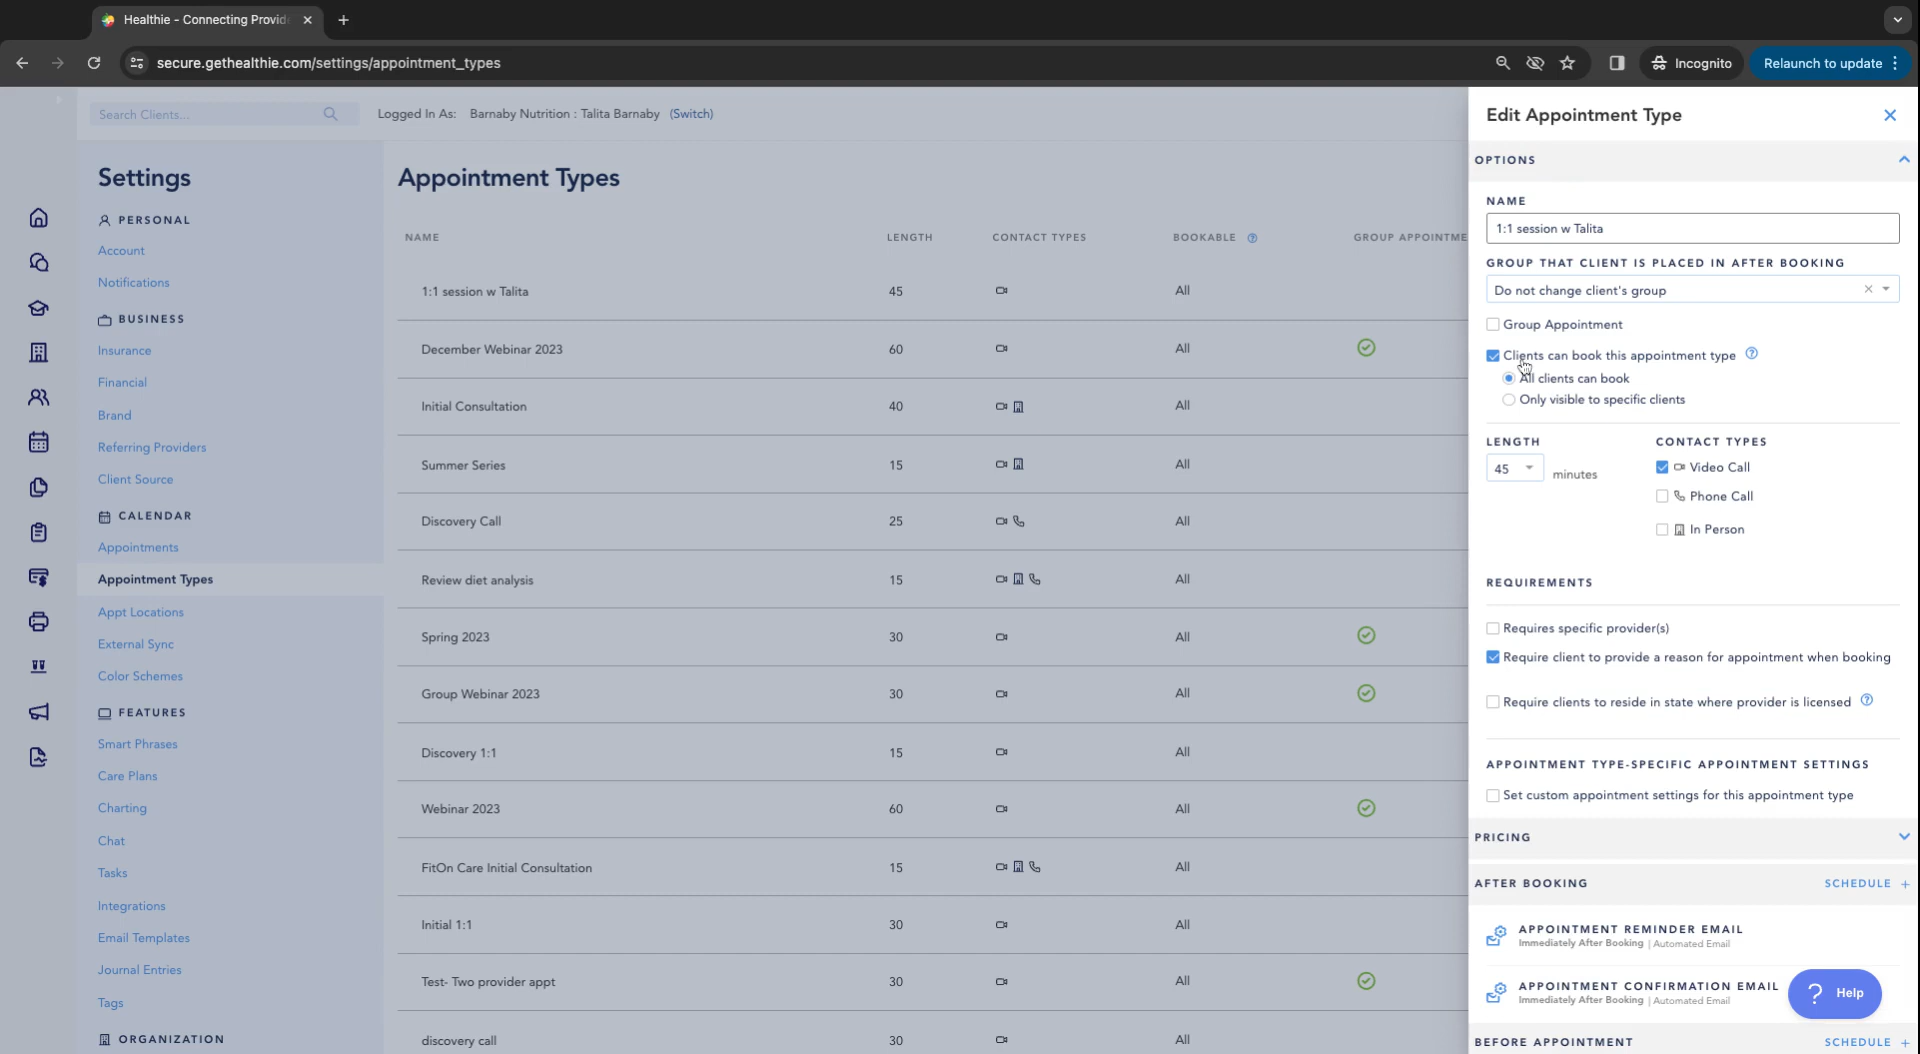 Healthie - Connecting Provid
secure.gethealthie.com/settings/appointment_types
Incognito
Relaunch to update
Search Clients...
Logged In As: Barnaby Nutrition : Talita Barnaby (Switch)
Settings
PERSONAL
Account
Notifications
BUSINESS
Insurance
Financial
Brand
Referring Providers
Client Source
CALENDAR
Appointments
Appointment Types
Appt Locations
External Sync
Color Schemes
FEATURES
Smart Phrases
Care Plans
Charting
Chat
Tasks
Integrations
Email Templates
Journal Entries
Tags
ORGANIZATION
Appointment Types
NAME LENGTH CONTACT TYPES BOOKABLE ? GROUP APPOINTME
1:1 session w Talita 45 All
December Webinar 2023 60 All
Initial Consultation 40 All
Summer Series 15 All
Discovery Call 25 All
Review diet analysis 15 All
Spring 2023 30 All
Group Webinar 2023 30 All
Discovery 1:1 15 All
Webinar 2023 60 All
FitOn Care Initial Consultation 15 All
Initial 1:1 30 All
Test- Two provider appt 30 All
discovery call 30 All
Edit Appointment Type
OPTIONS
NAME
1:1 session w Talita
GROUP THAT CLIENT IS PLACED IN AFTER BOOKING
Do not change client's group
Group Appointment
Clients can book this appointment type ?
All clients can book
Only visible to specific clients
LENGTH
45 minutes
CONTACT TYPES
Video Call
Phone Call
In Person
REQUIREMENTS
Requires specific provider(s)
Require client to provide a reason for appointment when booking
Require clients to reside in state where provider is licensed ?
APPOINTMENT TYPE-SPECIFIC APPOINTMENT SETTINGS
Set custom appointment settings for this appointment type
PRICING
AFTER BOOKING SCHEDULE +
APPOINTMENT REMINDER EMAIL
Immediately After Booking | Automated Email
APPOINTMENT CONFIRMATION EMAIL
Immediately After Booking | Automated Email
? Help
BEFORE APPOINTMENT SCHEDULE +